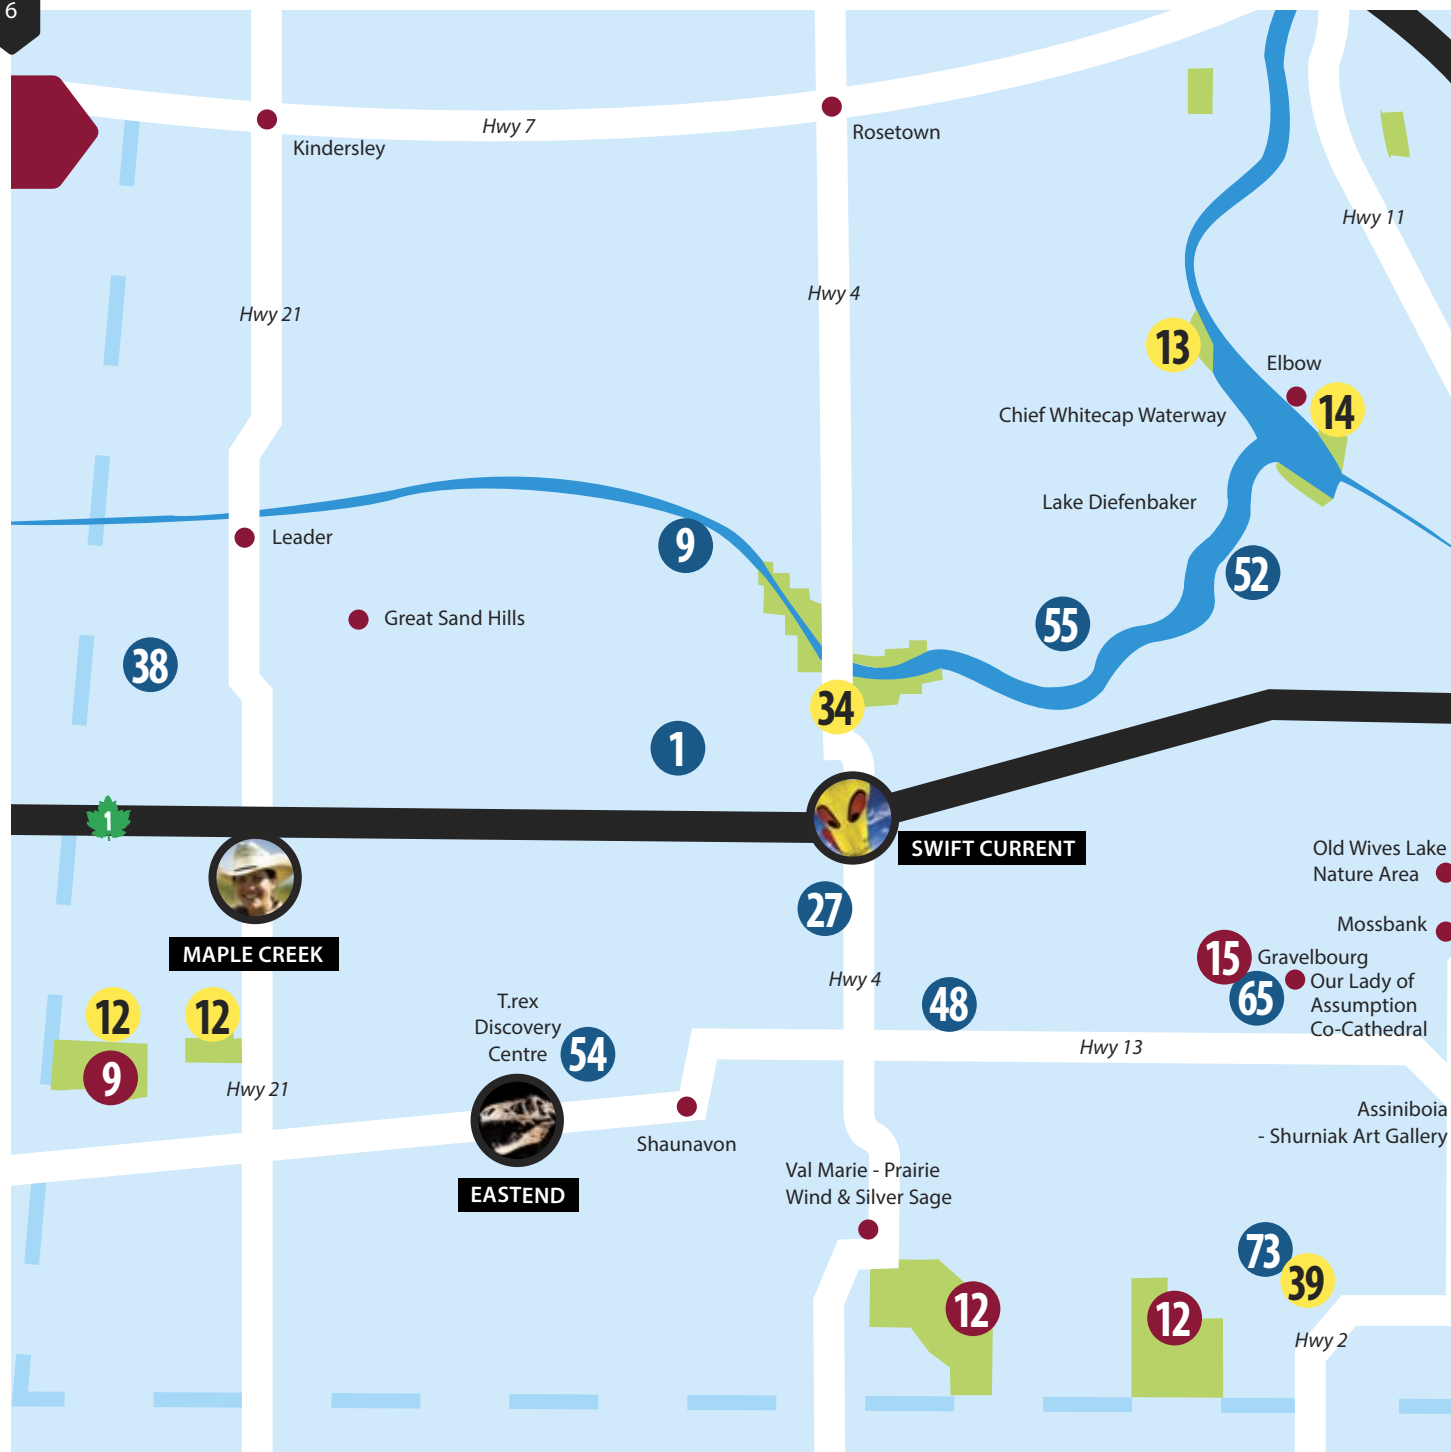 6
Hwy 7
Kindersley
Rosetown
Hwy 11
Hwy 21
Hwy 4
13
Elbow
14
Chief Whitecap Waterway
Lake Diefenbaker
Leader
9
52
Great Sand Hills
55
38
34
1
1
SWIFT CURRENT
Old Wives Lake
Nature Area
27
Mossbank
MAPLE CREEK
15
Gravelbourg
Our Lady of
Assumption
Co-Cathedral
65
Hwy 4
12
12
T.rex
Discovery
Centre
48
54
Hwy 13
9
Hwy 21
Assiniboia
- Shurniak Art Gallery
Shaunavon
Val Marie - Prairie
Wind & Silver Sage
EASTEND
73
39
12
12
Hwy 2